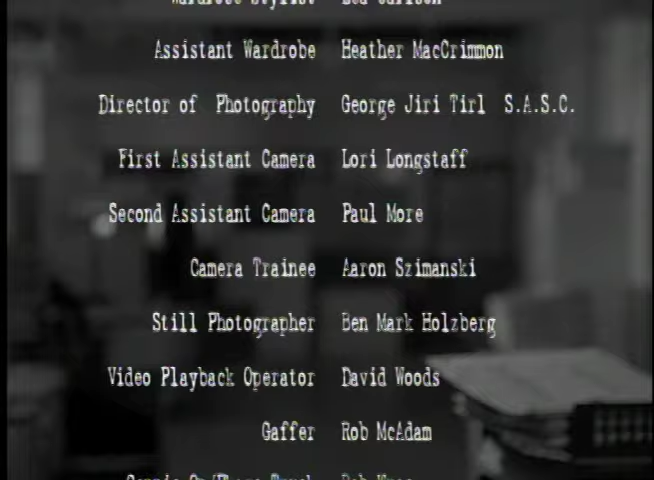 Assistant Wardrobe Heather MacCrimmon
Director of Photography George Jiri Tirl S.A.S.C.
First Assistant Camera Lori Longstaff
Second Assistant Camera Paul More
Camera Trainee Aaron Szimanski
Still Photographer Ben Mark Holzberg
Video Playback Operator David Woods
Gaffer Rob McAdam